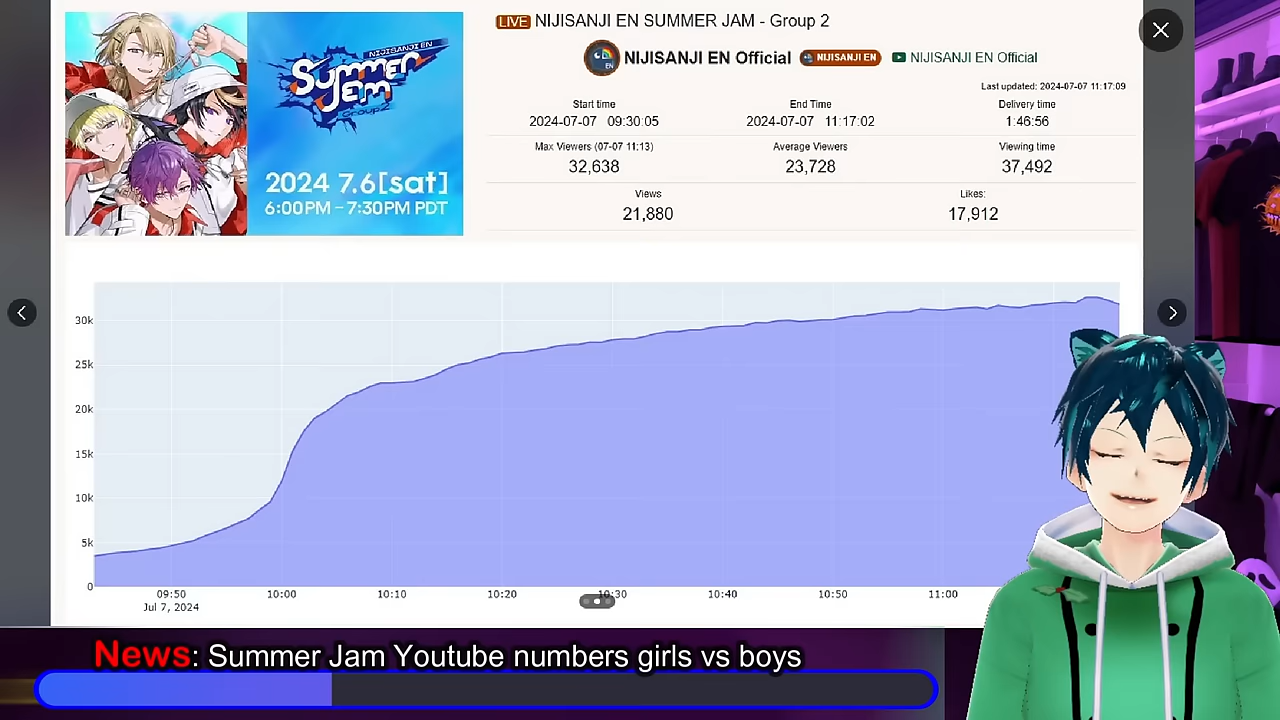 LIVE NIJISANJI EN SUMMER JAM - Group 2
EN NIJISANJI EN Official NIJISANJI EN NIJISANJI EN Official
Last updated: 2024-07-07 11:17:09
NIJISANJI EN
Summer Jam
Group 2
2024 7.6[sat]
6:00PM – 7:30PM PDT
Start time End Time Delivery time
2024-07-07 09:30:05 2024-07-07 11:17:02 1:46:56
Max Viewers (07-07 11:13) Average Viewers Viewing time
32,638 23,728 37,492
Views Likes:
21,880 17,912
30k
25k
20k
15k
10k
5k
0
09:50 10:00 10:10 10:20 10:30 10:40 10:50 11:00
Jul 7, 2024
News: Summer Jam Youtube numbers girls vs boys